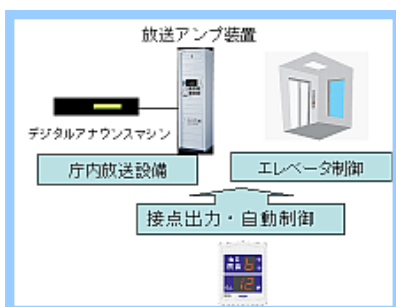 放送アンプ装置
デジタルアナウンスマシン
庁内放送設備
エレベータ制御
接点出力・自動制御